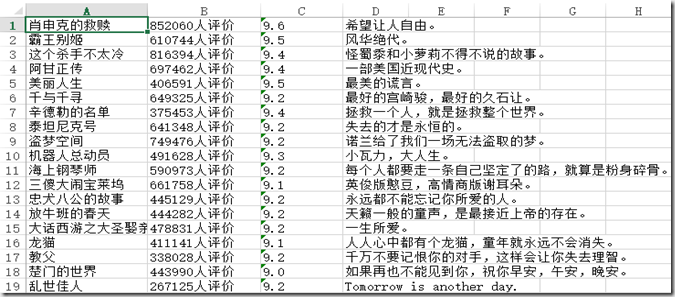 A B C D E F G H
1 肖申克的救赎 852060人评价 9.6 希望让人自由。
2 霸王别姬 610744人评价 9.5 风华绝代。
3 这个杀手不太冷 816394人评价 9.4 怪蜀黍和小萝莉不得不说的故事。
4 阿甘正传 697462人评价 9.4 一部美国近现代史。
5 美丽人生 406591人评价 9.5 最美的谎言。
6 千与千寻 649325人评价 9.2 最好的宫崎骏，最好的久石让。
7 辛德勒的名单 375453人评价 9.4 拯救一个人，就是拯救整个世界。
8 泰坦尼克号 641348人评价 9.2 失去的才是永恒的。
9 盗梦空间 749476人评价 9.2 诺兰给了我们一场无法盗取的梦。
10 机器人总动员 491628人评价 9.3 小瓦力，大人生。
11 海上钢琴师 590973人评价 9.2 每个人都要走一条自己坚定了的路，就算是粉身碎骨。
12 三傻大闹宝莱坞 661758人评价 9.1 英俊版憨豆，高情商版谢耳朵。
13 忠犬八公的故事 445129人评价 9.2 永远都不能忘记你所爱的人。
14 放牛班的春天 444282人评价 9.2 天籁一般的童声，是最接近上帝的存在。
15 大话西游之大圣娶亲 478831人评价 9.2 一生所爱。
16 龙猫 411141人评价 9.1 人人心中都有个龙猫，童年就永远不会消失。
17 教父 338028人评价 9.2 千万不要记恨你的对手，这样会让你失去理智。
18 楚门的世界 443990人评价 9.0 如果再也不能见到你，祝你早安，午安，晚安。
19 乱世佳人 267125人评价 9.2 Tomorrow is another day.